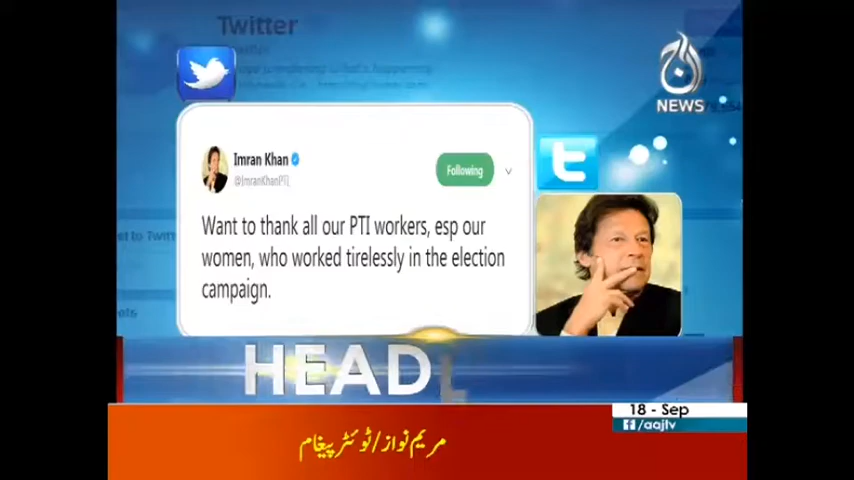 Twitter
NEWS
Imran Khan
@ImranKhanPTI
Following
Want to thank all our PTI workers, esp our
women, who worked tirelessly in the election
campaign.
HEADL
18 - Sep
/aajtv
مریم نواز/ٹوئٹر پیغام